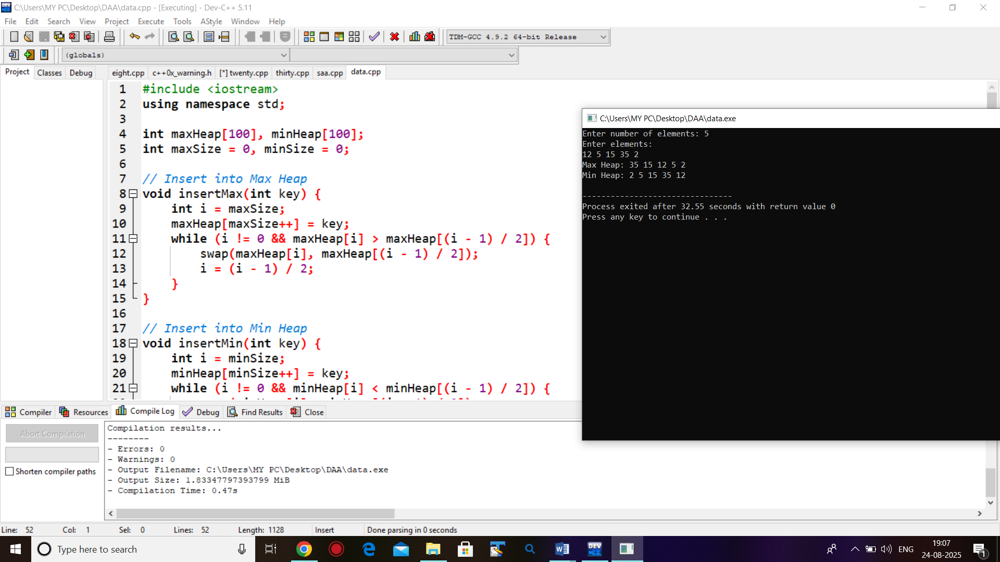 C:\Users\MY PC\Desktop\DAA\data.cpp - [Executing] - Dev-C++ 5.11
File Edit Search View Project Execute Tools AStyle Window Help
TDM-GCC 4.9.2 64-bit Release
(globals)
Project Classes Debug
eight.cpp c++0x_warning.h [*] twenty.cpp thirty.cpp saa.cpp data.cpp
1 #include <iostream>
2 using namespace std;
3
4 int maxHeap[100], minHeap[100];
5 int maxSize = 0, minSize = 0;
6
7 // Insert into Max Heap
8 void insertMax(int key) {
9 int i = maxSize;
10 maxHeap[maxSize++] = key;
11 while (i != 0 && maxHeap[i] > maxHeap[(i - 1) / 2]) {
12 swap(maxHeap[i], maxHeap[(i - 1) / 2]);
13 i = (i - 1) / 2;
14 }
15 }
16
17 // Insert into Min Heap
18 void insertMin(int key) {
19 int i = minSize;
20 minHeap[minSize++] = key;
21 while (i != 0 && minHeap[i] < minHeap[(i - 1) / 2]) {
C:\Users\MY PC\Desktop\DAA\data.exe
Enter number of elements: 5
Enter elements:
12 5 15 35 2
Max Heap: 35 15 12 5 2
Min Heap: 2 5 15 35 12
--------------------------------
Process exited after 32.55 seconds with return value 0
Press any key to continue . . .
Compiler Resources Compile Log Debug Find Results Close
Abort Compilation
Shorten compiler paths
Compilation results...
--------
- Errors: 0
- Warnings: 0
- Output Filename: C:\Users\MY PC\Desktop\DAA\data.exe
- Output Size: 1.83347797393799 MiB
- Compilation Time: 0.47s
Line: 52 Col: 1 Sel: 0 Lines: 52 Length: 1128 Insert Done parsing in 0 seconds
Type here to search
DEV C++
ENG
19:07
24-08-2025
1